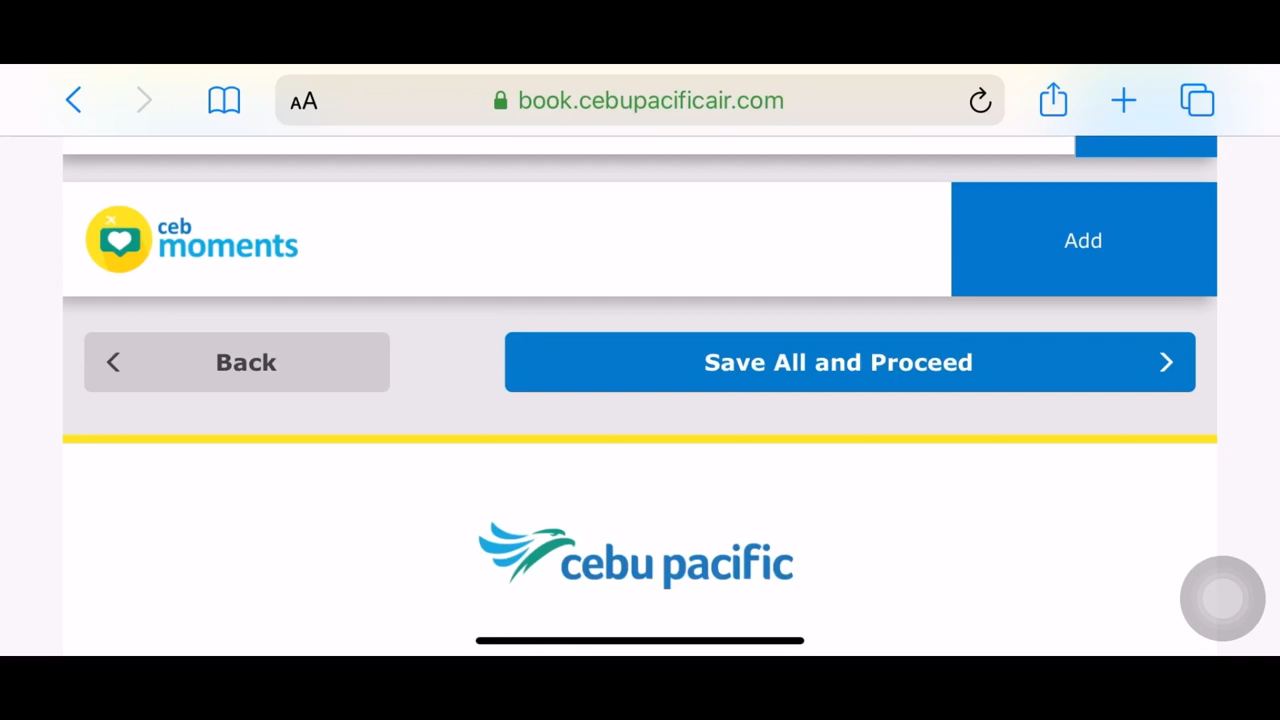 AA
book.cebupacificair.com
ceb
moments
Add
Back
Save All and Proceed
cebu pacific